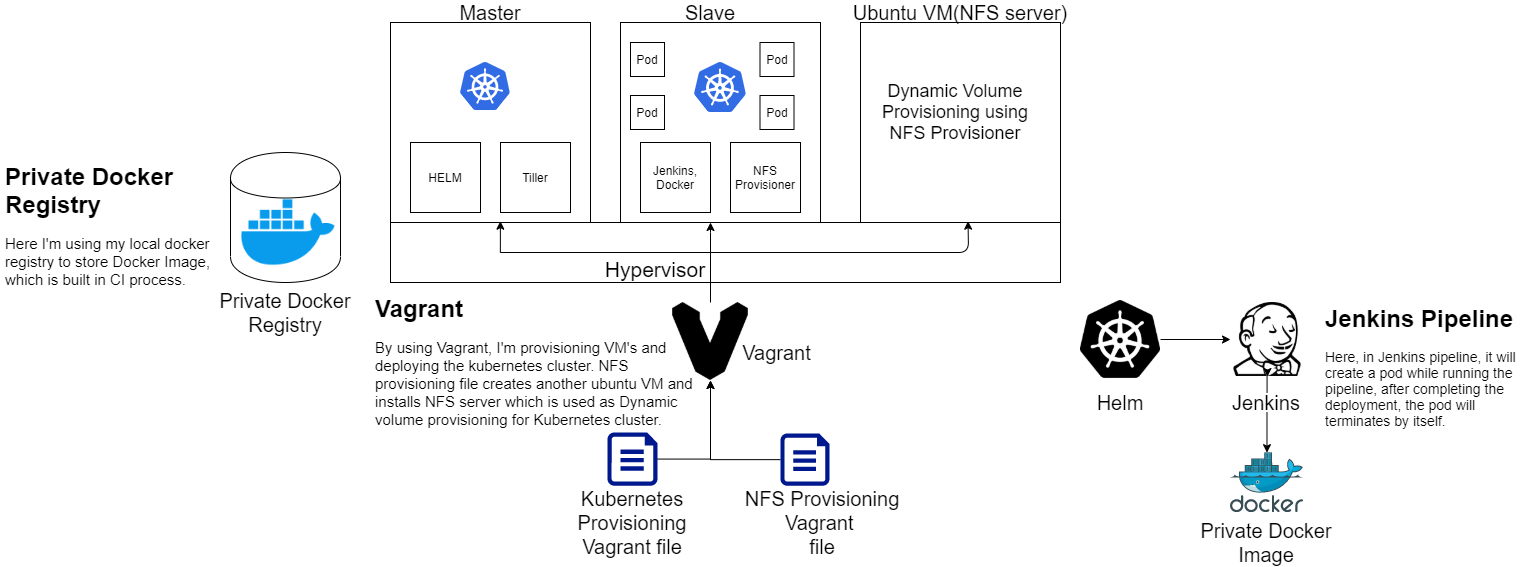 Master
Slave
Ubuntu VM(NFS server)
Pod
Pod
Pod
Pod
Dynamic Volume
Provisioning using
NFS Provisioner
HELM
Tiller
Jenkins,
Docker
NFS
Provisioner
Hypervisor
Private Docker
Registry
Here I'm using my local docker
registry to store Docker Image,
which is built in CI process.
Private Docker
Registry
Vagrant
By using Vagrant, I'm provisioning VM's and
deploying the kubernetes cluster. NFS
provisioning file creates another ubuntu VM and
installs NFS server which is used as Dynamic
volume provisioning for Kubernetes cluster.
Vagrant
Kubernetes
Provisioning
Vagrant file
NFS Provisioning
Vagrant
file
Helm
Jenkins
Jenkins Pipeline
Here, in Jenkins pipeline, it will
create a pod while running the
pipeline, after completing the
deployment, the pod will
terminates by itself.
docker
Private Docker
Image